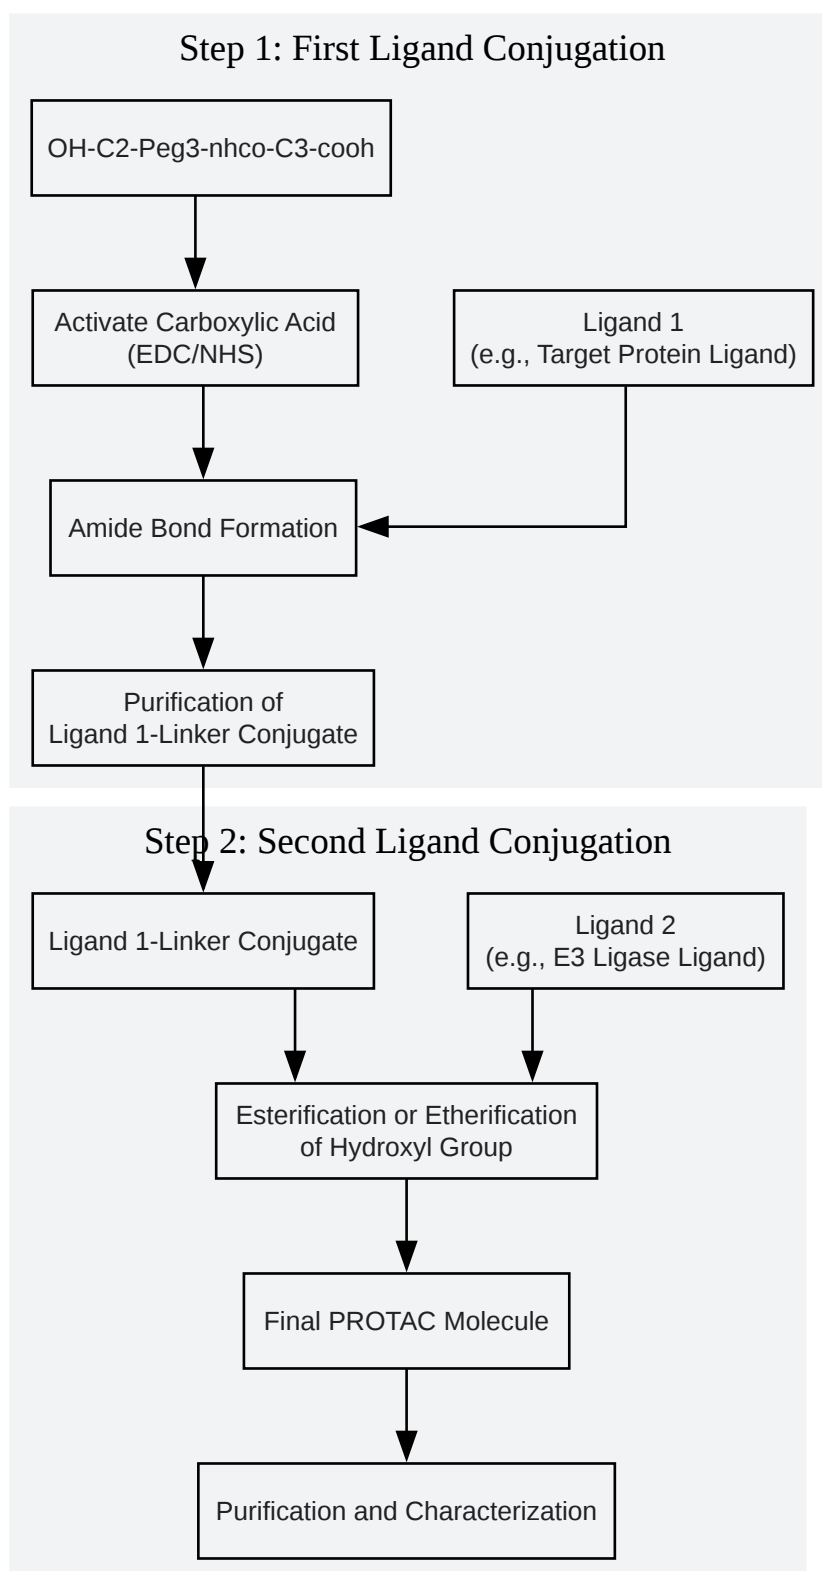 Step 1: First Ligand Conjugation
OH-C2-Peg3-nhco-C3-cooh
Activate Carboxylic Acid
(EDC/NHS)
Ligand 1
(e.g., Target Protein Ligand)
Amide Bond Formation
Purification of
Ligand 1-Linker Conjugate
Step 2: Second Ligand Conjugation
Ligand 1-Linker Conjugate
Ligand 2
(e.g., E3 Ligase Ligand)
Esterification or Etherification
of Hydroxyl Group
Final PROTAC Molecule
Purification and Characterization